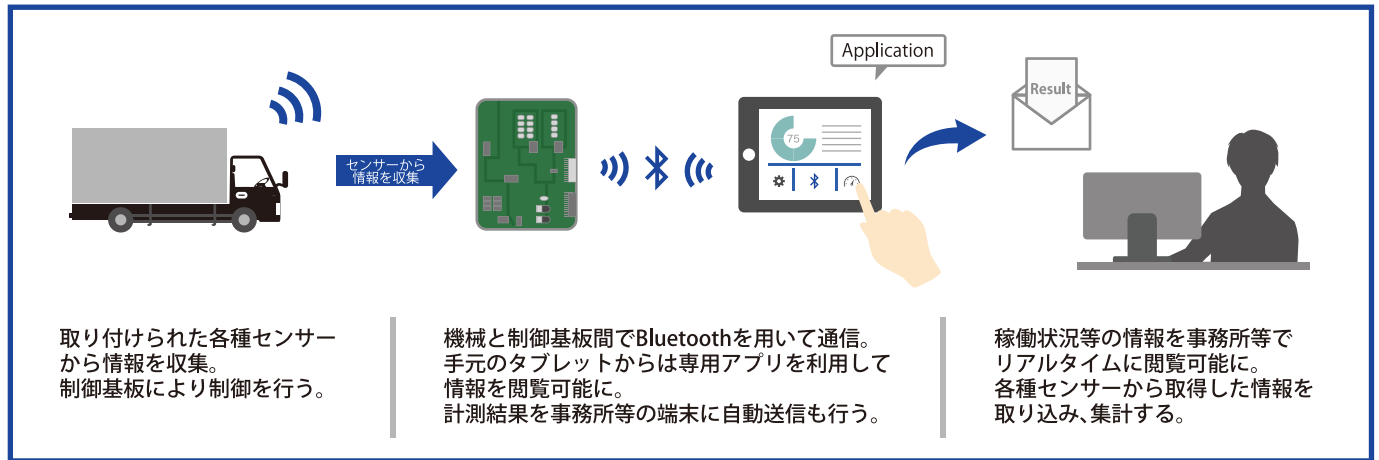 Application
Result
75
センサーから
情報を収集
取り付けられた各種センサー
から情報を収集。
制御基板により制御を行う。
機械と制御基板間でBluetoothを用いて通信。
手元のタブレットからは専用アプリを利用して
情報を閲覧可能に。
計測結果を事務所等の端末に自動送信も行う。
稼働状況等の情報を事務所等で
リアルタイムに閲覧可能に。
各種センサーから取得した情報を
取り込み、集計する。